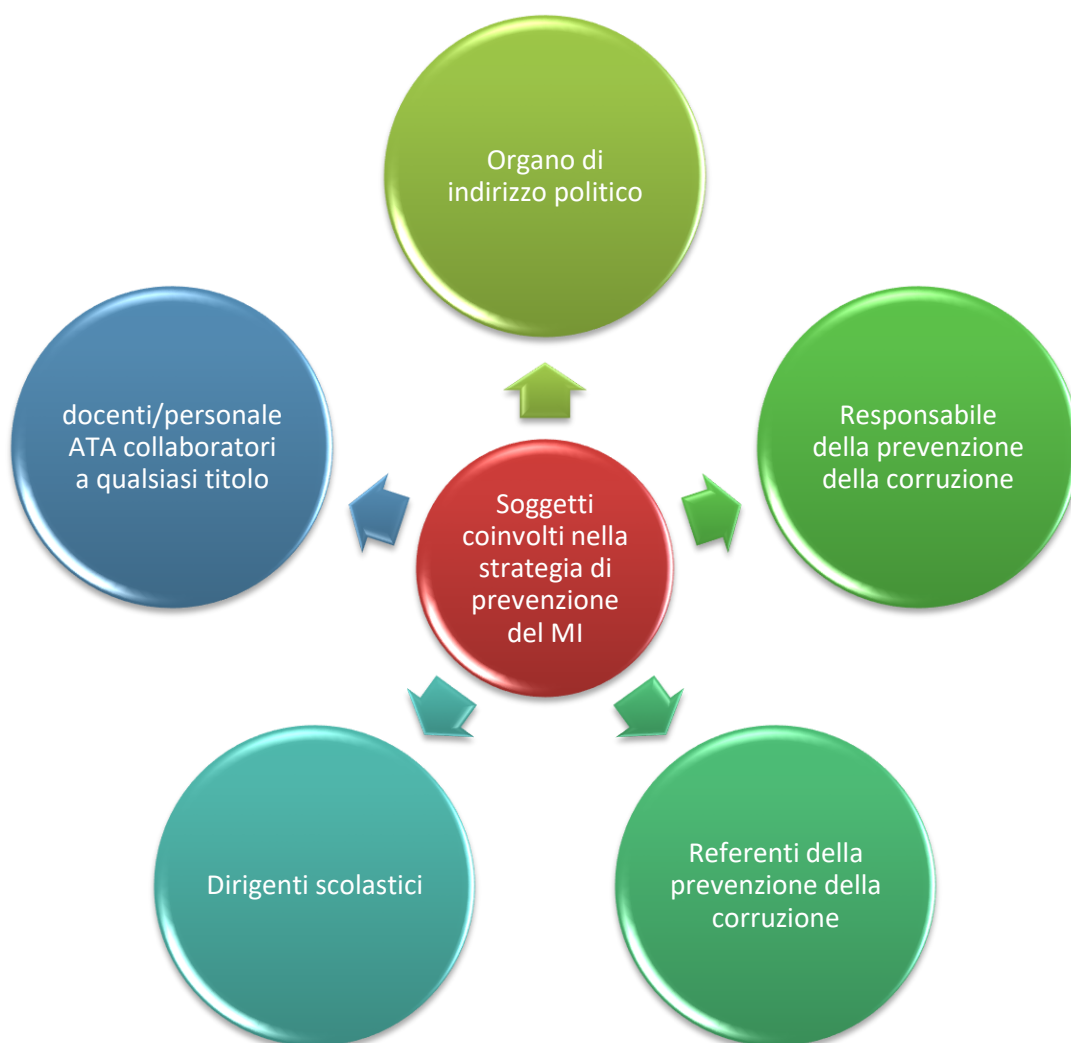 Organo di
indirizzo politico
Responsabile
della prevenzione
della corruzione
Referenti della
prevenzione della
corruzione
Dirigenti scolastici
docenti/personale
ATA collaboratori
a qualsiasi titolo
Soggetti
coinvolti nella
strategia di
prevenzione
del MI